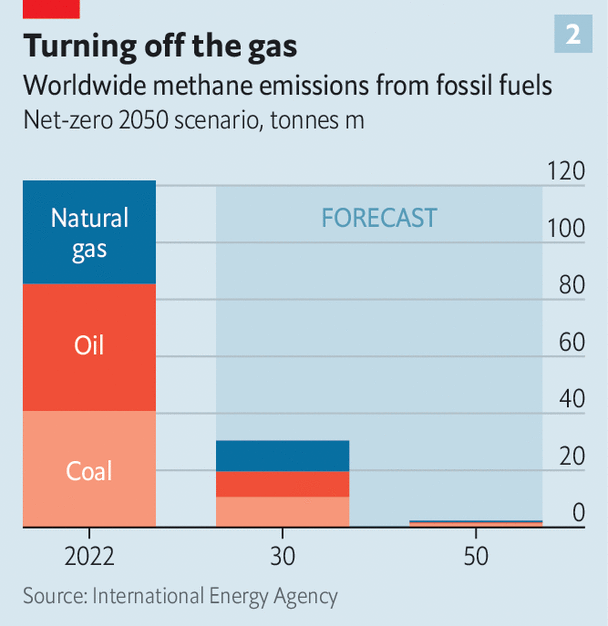 2
Turning off the gas
Worldwide methane emissions from fossil fuels
Net-zero 2050 scenario, tonnes m
120
FORECAST
100
80
60
40
20
0
Natural
gas
Oil
Coal
2022
30
50
Source: International Energy Agency